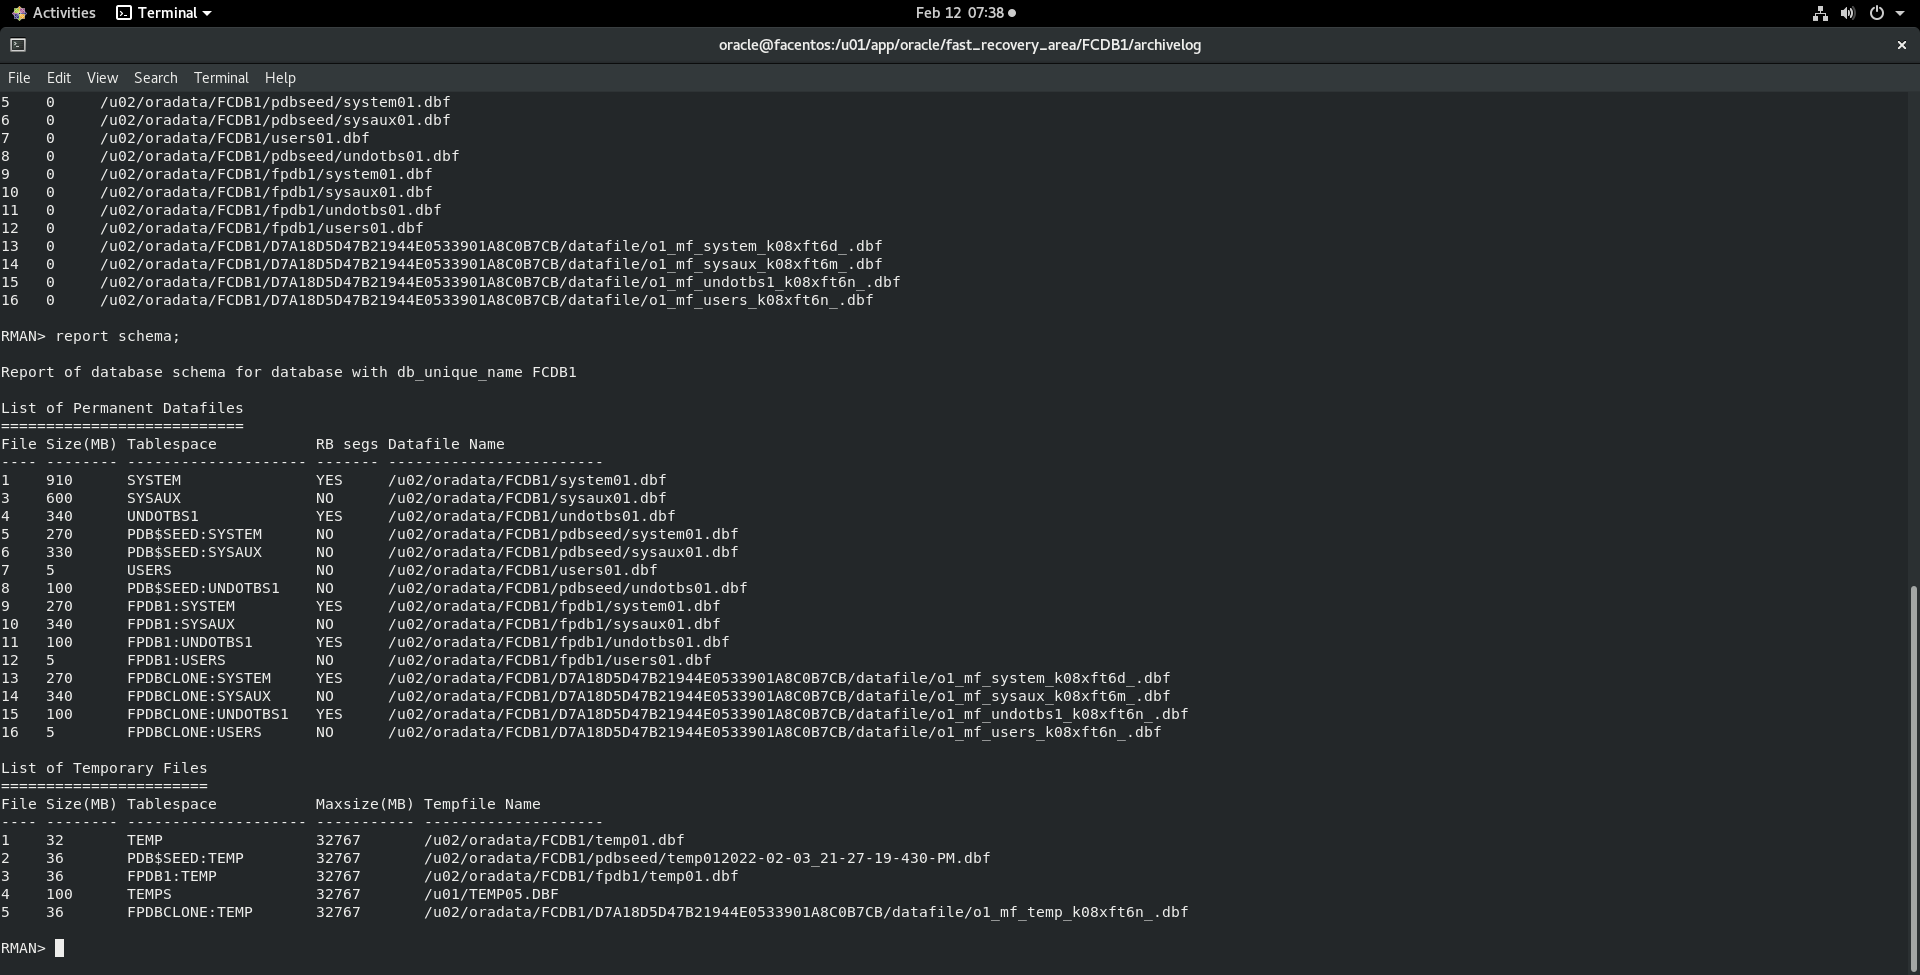 Activities Terminal Feb 12 07:38
oracle@facentos:/u01/app/oracle/fast_recovery_area/FCDB1/archivelog
File Edit View Search Terminal Help
5    0     /u02/oradata/FCDB1/pdbseed/system01.dbf
6    0     /u02/oradata/FCDB1/pdbseed/sysaux01.dbf
7    0     /u02/oradata/FCDB1/users01.dbf
8    0     /u02/oradata/FCDB1/pdbseed/undotbs01.dbf
9    0     /u02/oradata/FCDB1/fpdb1/system01.dbf
10   0     /u02/oradata/FCDB1/fpdb1/sysaux01.dbf
11   0     /u02/oradata/FCDB1/fpdb1/undotbs01.dbf
12   0     /u02/oradata/FCDB1/fpdb1/users01.dbf
13   0     /u02/oradata/FCDB1/D7A18D5D47B21944E0533901A8C0B7CB/datafile/o1_mf_system_k08xft6d_.dbf
14   0     /u02/oradata/FCDB1/D7A18D5D47B21944E0533901A8C0B7CB/datafile/o1_mf_sysaux_k08xft6m_.dbf
15   0     /u02/oradata/FCDB1/D7A18D5D47B21944E0533901A8C0B7CB/datafile/o1_mf_undotbs1_k08xft6n_.dbf
16   0     /u02/oradata/FCDB1/D7A18D5D47B21944E0533901A8C0B7CB/datafile/o1_mf_users_k08xft6n_.dbf
RMAN> report schema;
Report of database schema for database with db_unique_name FCDB1
List of Permanent Datafiles
===========================
File Size(MB) Tablespace           RB segs Datafile Name
---- -------- -------------------- ------- ------------------------
1    910      SYSTEM               YES     /u02/oradata/FCDB1/system01.dbf
3    600      SYSAUX               NO      /u02/oradata/FCDB1/sysaux01.dbf
4    340      UNDOTBS1             YES     /u02/oradata/FCDB1/undotbs01.dbf
5    270      PDB$SEED:SYSTEM      NO      /u02/oradata/FCDB1/pdbseed/system01.dbf
6    330      PDB$SEED:SYSAUX      NO      /u02/oradata/FCDB1/pdbseed/sysaux01.dbf
7    5        USERS                NO      /u02/oradata/FCDB1/users01.dbf
8    100      PDB$SEED:UNDOTBS1    NO      /u02/oradata/FCDB1/pdbseed/undotbs01.dbf
9    270      FPDB1:SYSTEM         YES     /u02/oradata/FCDB1/fpdb1/system01.dbf
10   340      FPDB1:SYSAUX         NO      /u02/oradata/FCDB1/fpdb1/sysaux01.dbf
11   100      FPDB1:UNDOTBS1       YES     /u02/oradata/FCDB1/fpdb1/undotbs01.dbf
12   5        FPDB1:USERS          NO      /u02/oradata/FCDB1/fpdb1/users01.dbf
13   270      FPDBCLONE:SYSTEM     YES     /u02/oradata/FCDB1/D7A18D5D47B21944E0533901A8C0B7CB/datafile/o1_mf_system_k08xft6d_.dbf
14   340      FPDBCLONE:SYSAUX     NO      /u02/oradata/FCDB1/D7A18D5D47B21944E0533901A8C0B7CB/datafile/o1_mf_sysaux_k08xft6m_.dbf
15   100      FPDBCLONE:UNDOTBS1   YES     /u02/oradata/FCDB1/D7A18D5D47B21944E0533901A8C0B7CB/datafile/o1_mf_undotbs1_k08xft6n_.dbf
16   5        FPDBCLONE:USERS      NO      /u02/oradata/FCDB1/D7A18D5D47B21944E0533901A8C0B7CB/datafile/o1_mf_users_k08xft6n_.dbf
List of Temporary Files
=======================
File Size(MB) Tablespace           Maxsize(MB) Tempfile Name
---- -------- -------------------- ----------- --------------------
1    32       TEMP                 32767       /u02/oradata/FCDB1/temp01.dbf
2    36       PDB$SEED:TEMP        32767       /u02/oradata/FCDB1/pdbseed/temp012022-02-03_21-27-19-430-PM.dbf
3    36       FPDB1:TEMP           32767       /u02/oradata/FCDB1/fpdb1/temp01.dbf
4    100      TEMPS                32767       /u01/TEMP05.DBF
5    36       FPDBCLONE:TEMP       32767       /u02/oradata/FCDB1/D7A18D5D47B21944E0533901A8C0B7CB/datafile/o1_mf_temp_k08xft6n_.dbf
RMAN>